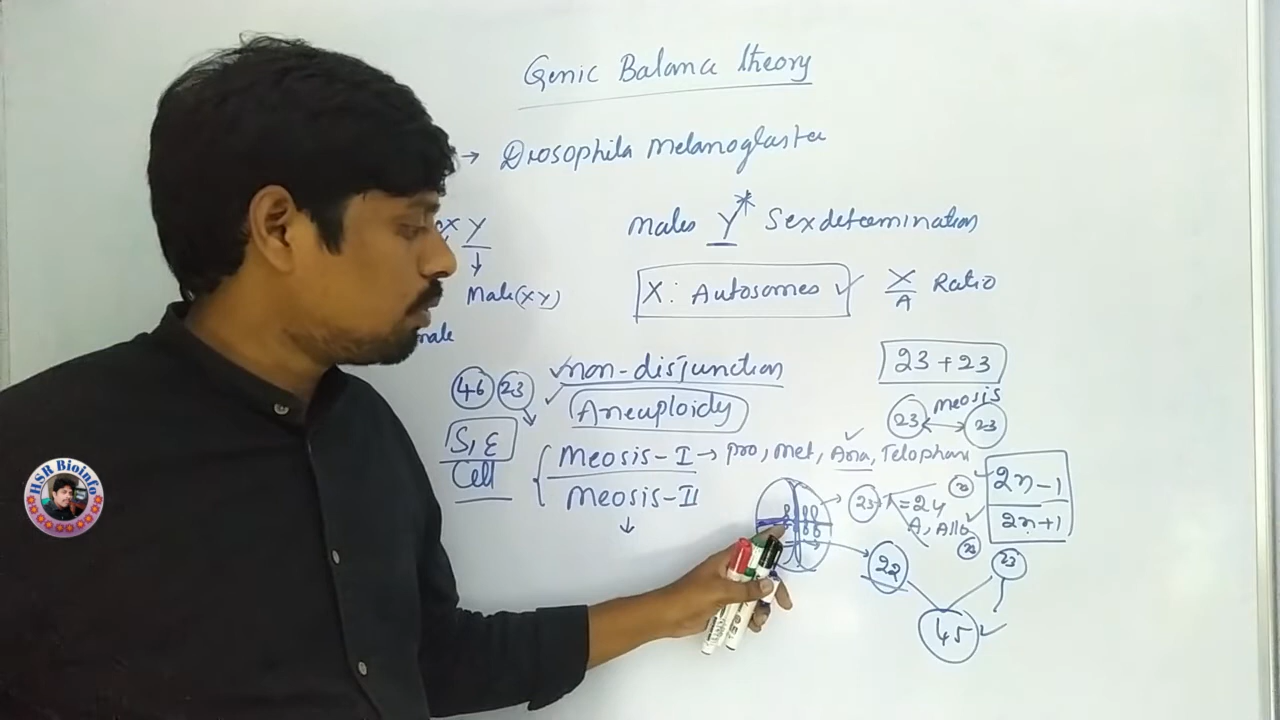 Genic Balance theory
→ Drosophila melanoglaster
X Y
↓
Male (XY)
males Y* Sexdetermination
X : Autosomes ✓
X/A Ratio
46 23
✓non-disjunction
✓ Aneuploidy
23 + 23
meosis
23 ↔ 23
S, E
Cell
Meosis-I → pro, met, Ana, Telophase
Meosis-II
↓
23 = 24
2n-1
2n+1
22
23
45 ✓
HSR Bioinfo